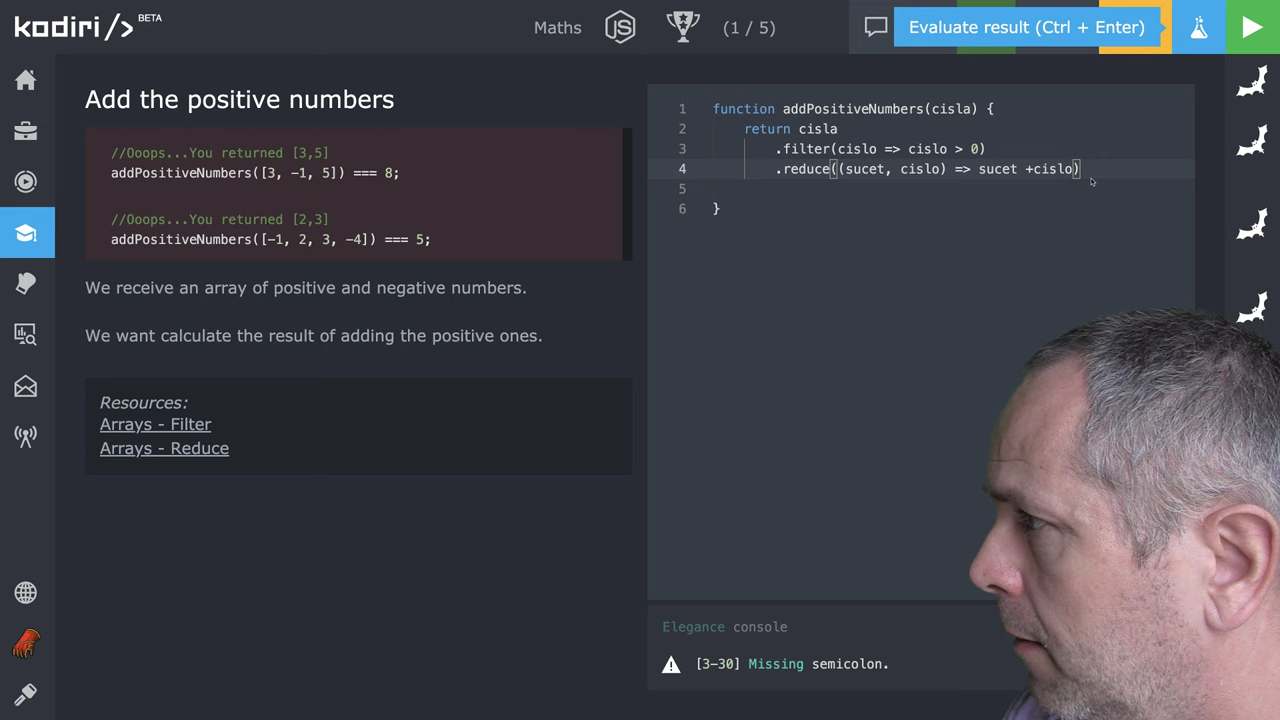 kodiri/> BETA
Maths
JS
(1 / 5)
Evaluate result (Ctrl + Enter)
Add the positive numbers
//Ooops...You returned [3,5]
addPositiveNumbers([3, -1, 5]) === 8;
//Ooops...You returned [2,3]
addPositiveNumbers([-1, 2, 3, -4]) === 5;
We receive an array of positive and negative numbers.
We want calculate the result of adding the positive ones.
Resources:
Arrays - Filter
Arrays - Reduce
1 function addPositiveNumbers(cisla) {
2 return cisla
3 .filter(cislo => cislo > 0)
4 .reduce((sucet, cislo) => sucet +cislo)
5
6 }
Elegance console
[3-30] Missing semicolon.